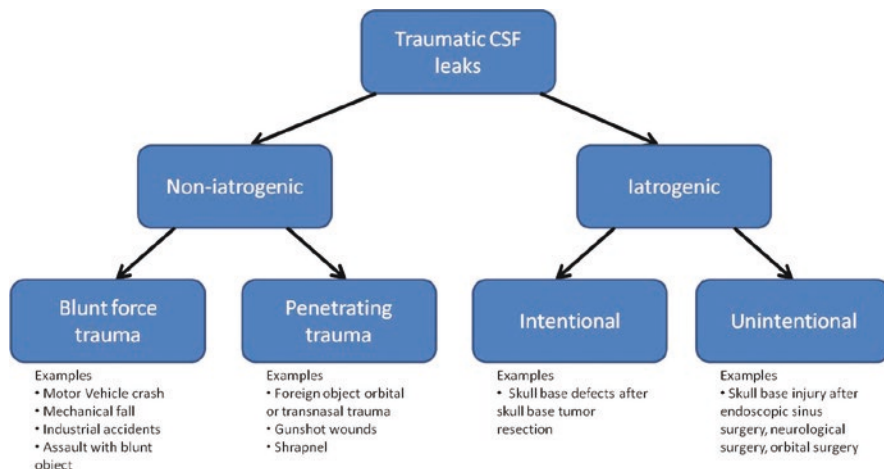 Traumatic CSF
leaks
Non-iatrogenic
Iatrogenic
Blunt force
trauma
Penetrating
trauma
Intentional
Unintentional
Examples
• Motor Vehicle crash
• Mechanical fall
• Industrial accidents
• Assault with blunt
object
Examples
• Foreign object orbital
or transnasal trauma
• Gunshot wounds
• Shrapnel
Examples
• Skull base defects after
skull base tumor
resection
Examples
• Skull base injury after
endoscopic sinus
surgery, neurological
surgery, orbital surgery